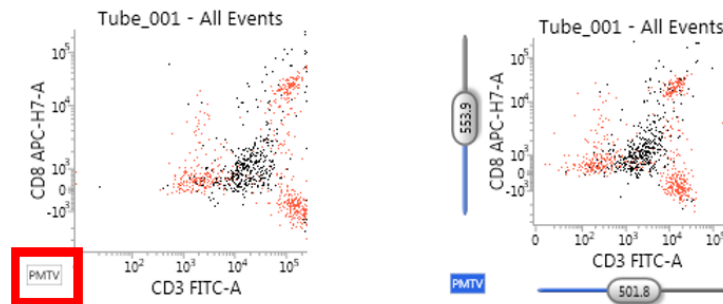 Tube_001 - All Events
CD8 APC-H7-A
10^5
10^4
10^3
0
-10^3
10^2 10^3 10^4 10^5
CD3 FITC-A
PMTV
Tube_001 - All Events
553.9
CD8 APC-H7-A
10^5
10^4
10^3
0
-10^3
0 10^2 10^3 10^4 10^5
CD3 FITC-A
PMTV
501.8